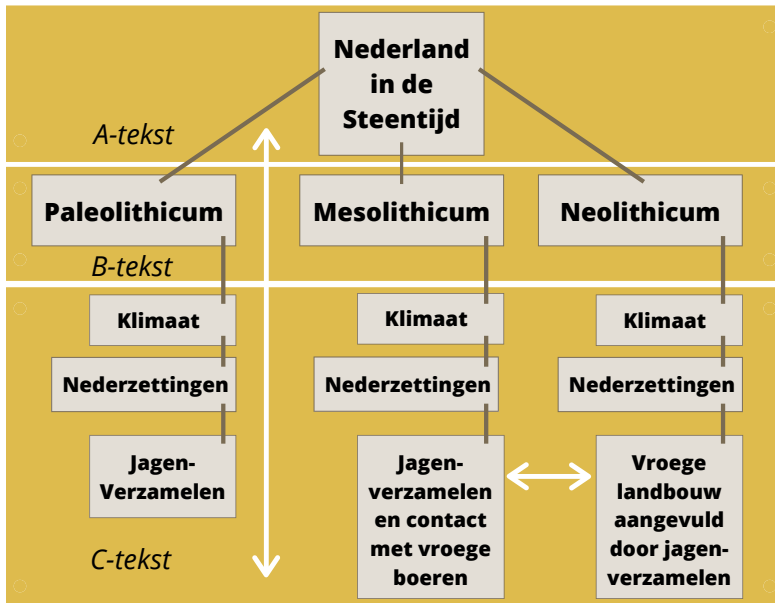 Nederland
in de
Steentijd
A-tekst
Paleolithicum
Mesolithicum
Neolithicum
B-tekst
Klimaat
Nederzettingen
Jagen-
Verzamelen
Klimaat
Nederzettingen
Jagen-
verzamelen
en contact
met vroege
boeren
Klimaat
Nederzettingen
Vroege
landbouw
aangevuld
door jagen-
verzamelen
C-tekst